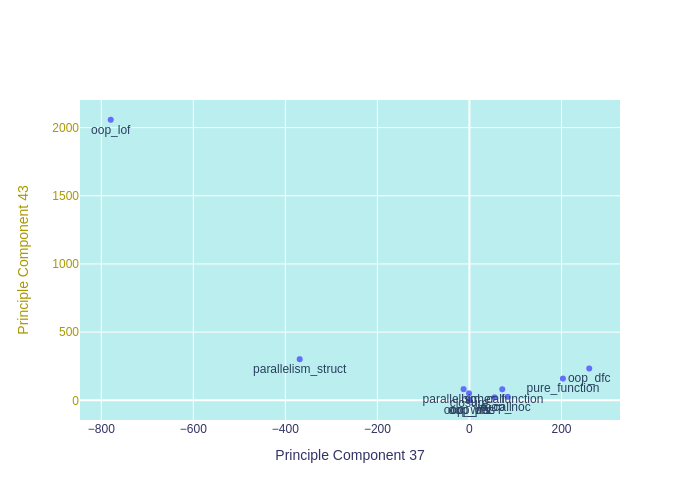 2000
oop_lof
1500
Principle Component 43
1000
500
parallelism_struct
oop_dfc
pure_function
0
−800
−600
−400
−200
0
200
Principle Component 37